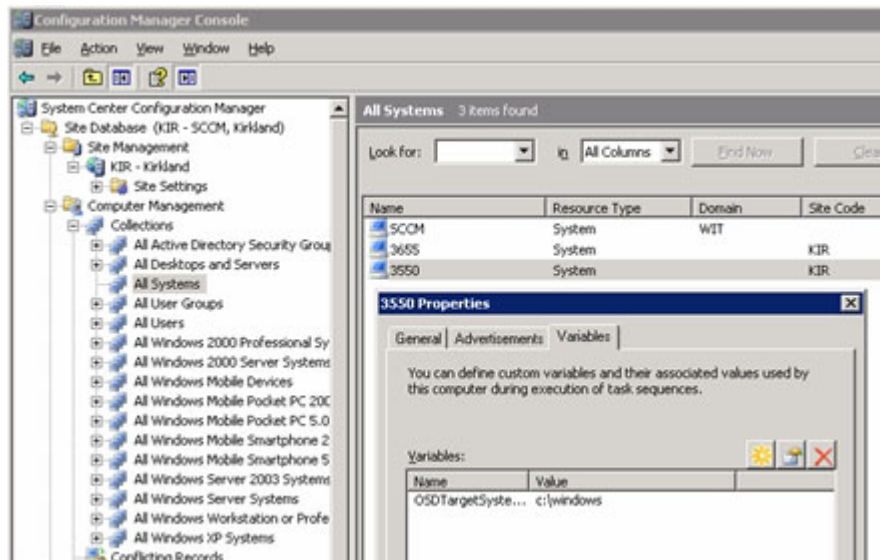 Configuration Manager Console
File Action View Window Help
System Center Configuration Manager
Site Database (KIR - SCCM, Kirkland)
Site Management
KIR - Kirkland
Site Settings
Computer Management
Collections
All Active Directory Security Group
All Desktops and Servers
All Systems
All User Groups
All Users
All Windows 2000 Professional Sy
All Windows 2000 Server Systems
All Windows Mobile Devices
All Windows Mobile Pocket PC 200
All Windows Mobile Pocket PC 5.0
All Windows Mobile Smartphone 2
All Windows Mobile Smartphone 5
All Windows Server 2003 Systems
All Windows Server Systems
All Windows Workstation or Profe
All Windows XP Systems
Conflicting Records
All Systems 3 items found
Look for: in All Columns Find Now Clea
Name Resource Type Domain Site Code
SCCM System WIT
3655 System KIR
3550 System KIR
3550 Properties
General Advertisements Variables
You can define custom variables and their associated values used by
this computer during execution of task sequences.
Variables:
Name Value
OSDTargetSyste... c:\windows